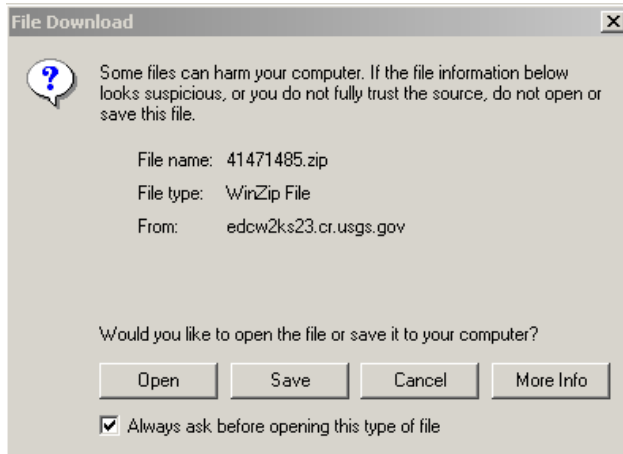 File Download
Some files can harm your computer. If the file information below
looks suspicious, or you do not fully trust the source, do not open or
save this file.
File name: 41471485.zip
File type: WinZip File
From: edcw2ks23.cr.usgs.gov
Would you like to open the file or save it to your computer?
Open Save Cancel More Info
Always ask before opening this type of file